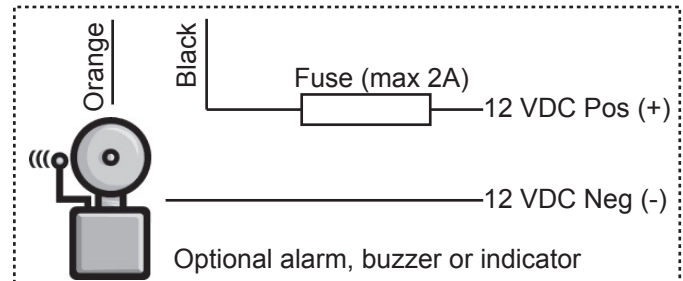 Orange
Black
Fuse (max 2A)
12 VDC Pos (+)
12 VDC Neg (-)
Optional alarm, buzzer or indicator